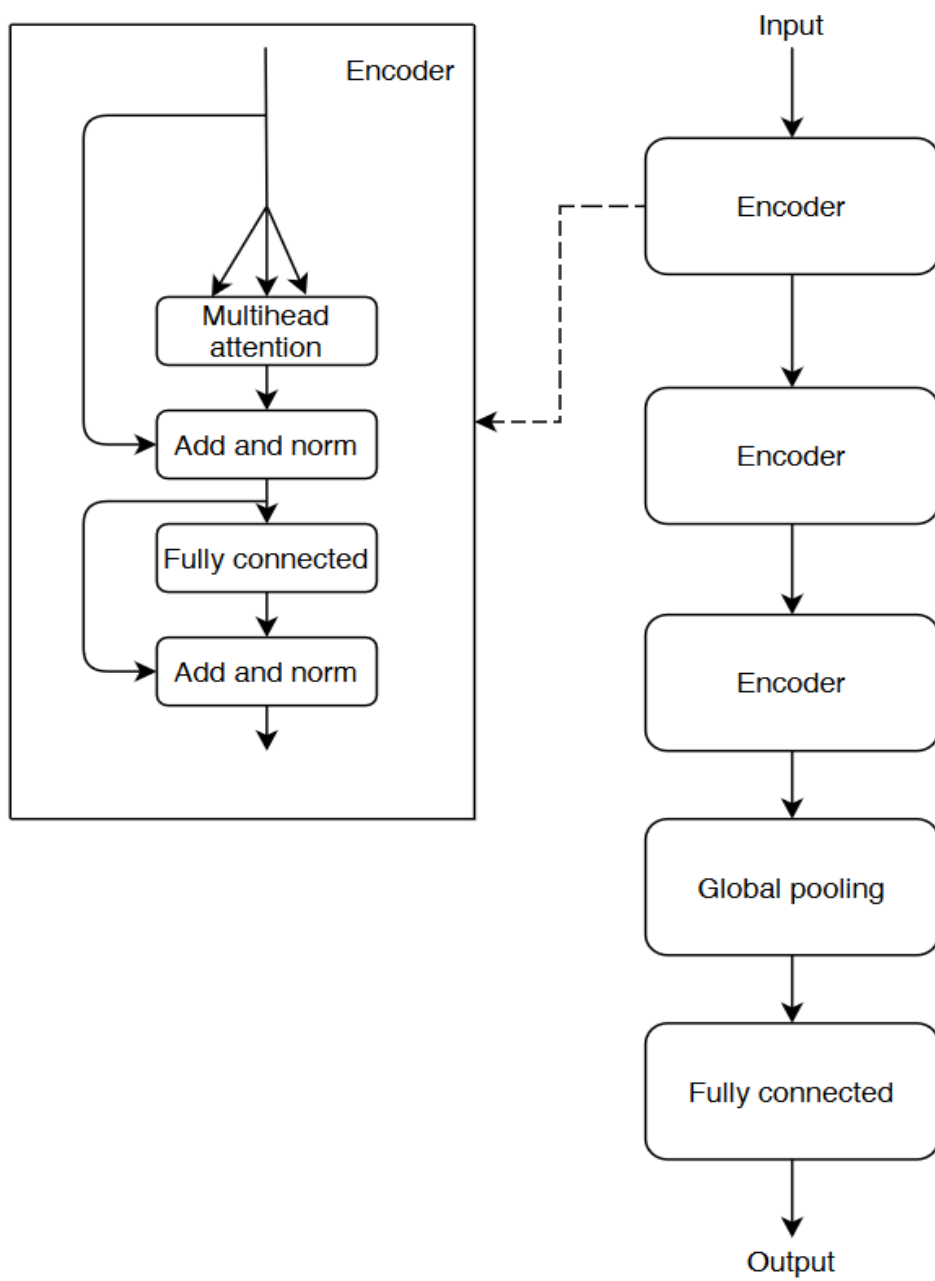 Encoder
Multihead
attention
Add and norm
Fully connected
Add and norm
Input
Encoder
Encoder
Encoder
Global pooling
Fully connected
Output